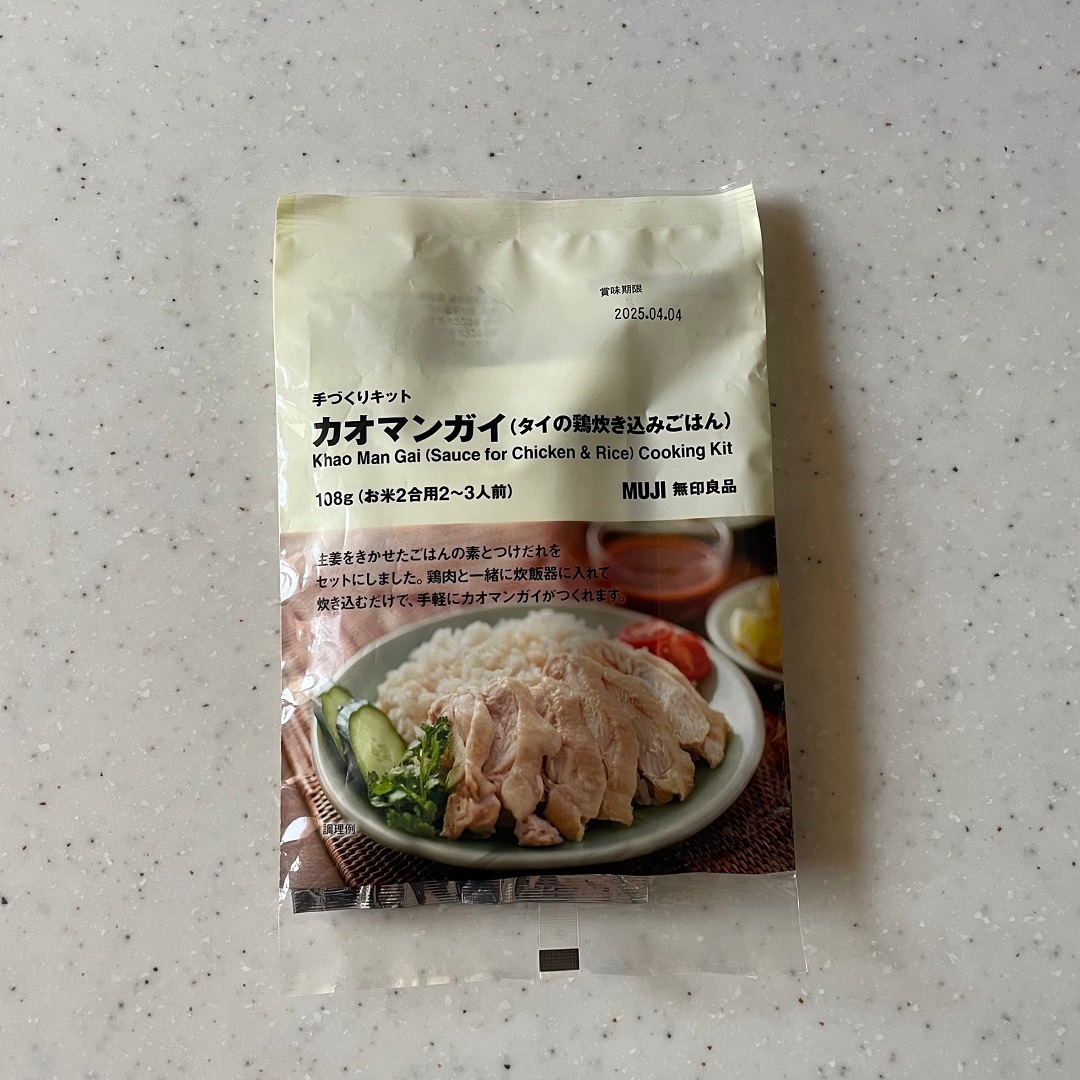 賞味期限
2025.04.04
手づくりキット
カオマンガイ(タイの鶏炊き込みごはん)
Khao Man Gai (Sauce for Chicken & Rice) Cooking Kit
108g(お米2合用2〜3人前)
MUJI 無印良品
生姜をきかせたごはんの素とつけだれを
セットにしました。鶏肉と一緒に炊飯器に入れて
炊き込むだけで、手軽にカオマンガイがつくれます。
調理例